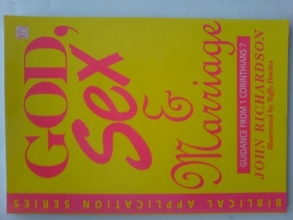 GOD,
Sex
&
Marriage
GUIDANCE FROM 1 CORINTHIANS 7
JOHN RICHARDSON
Illustrated by Taffy Davies
BIBLICAL APPLICATION SERIES